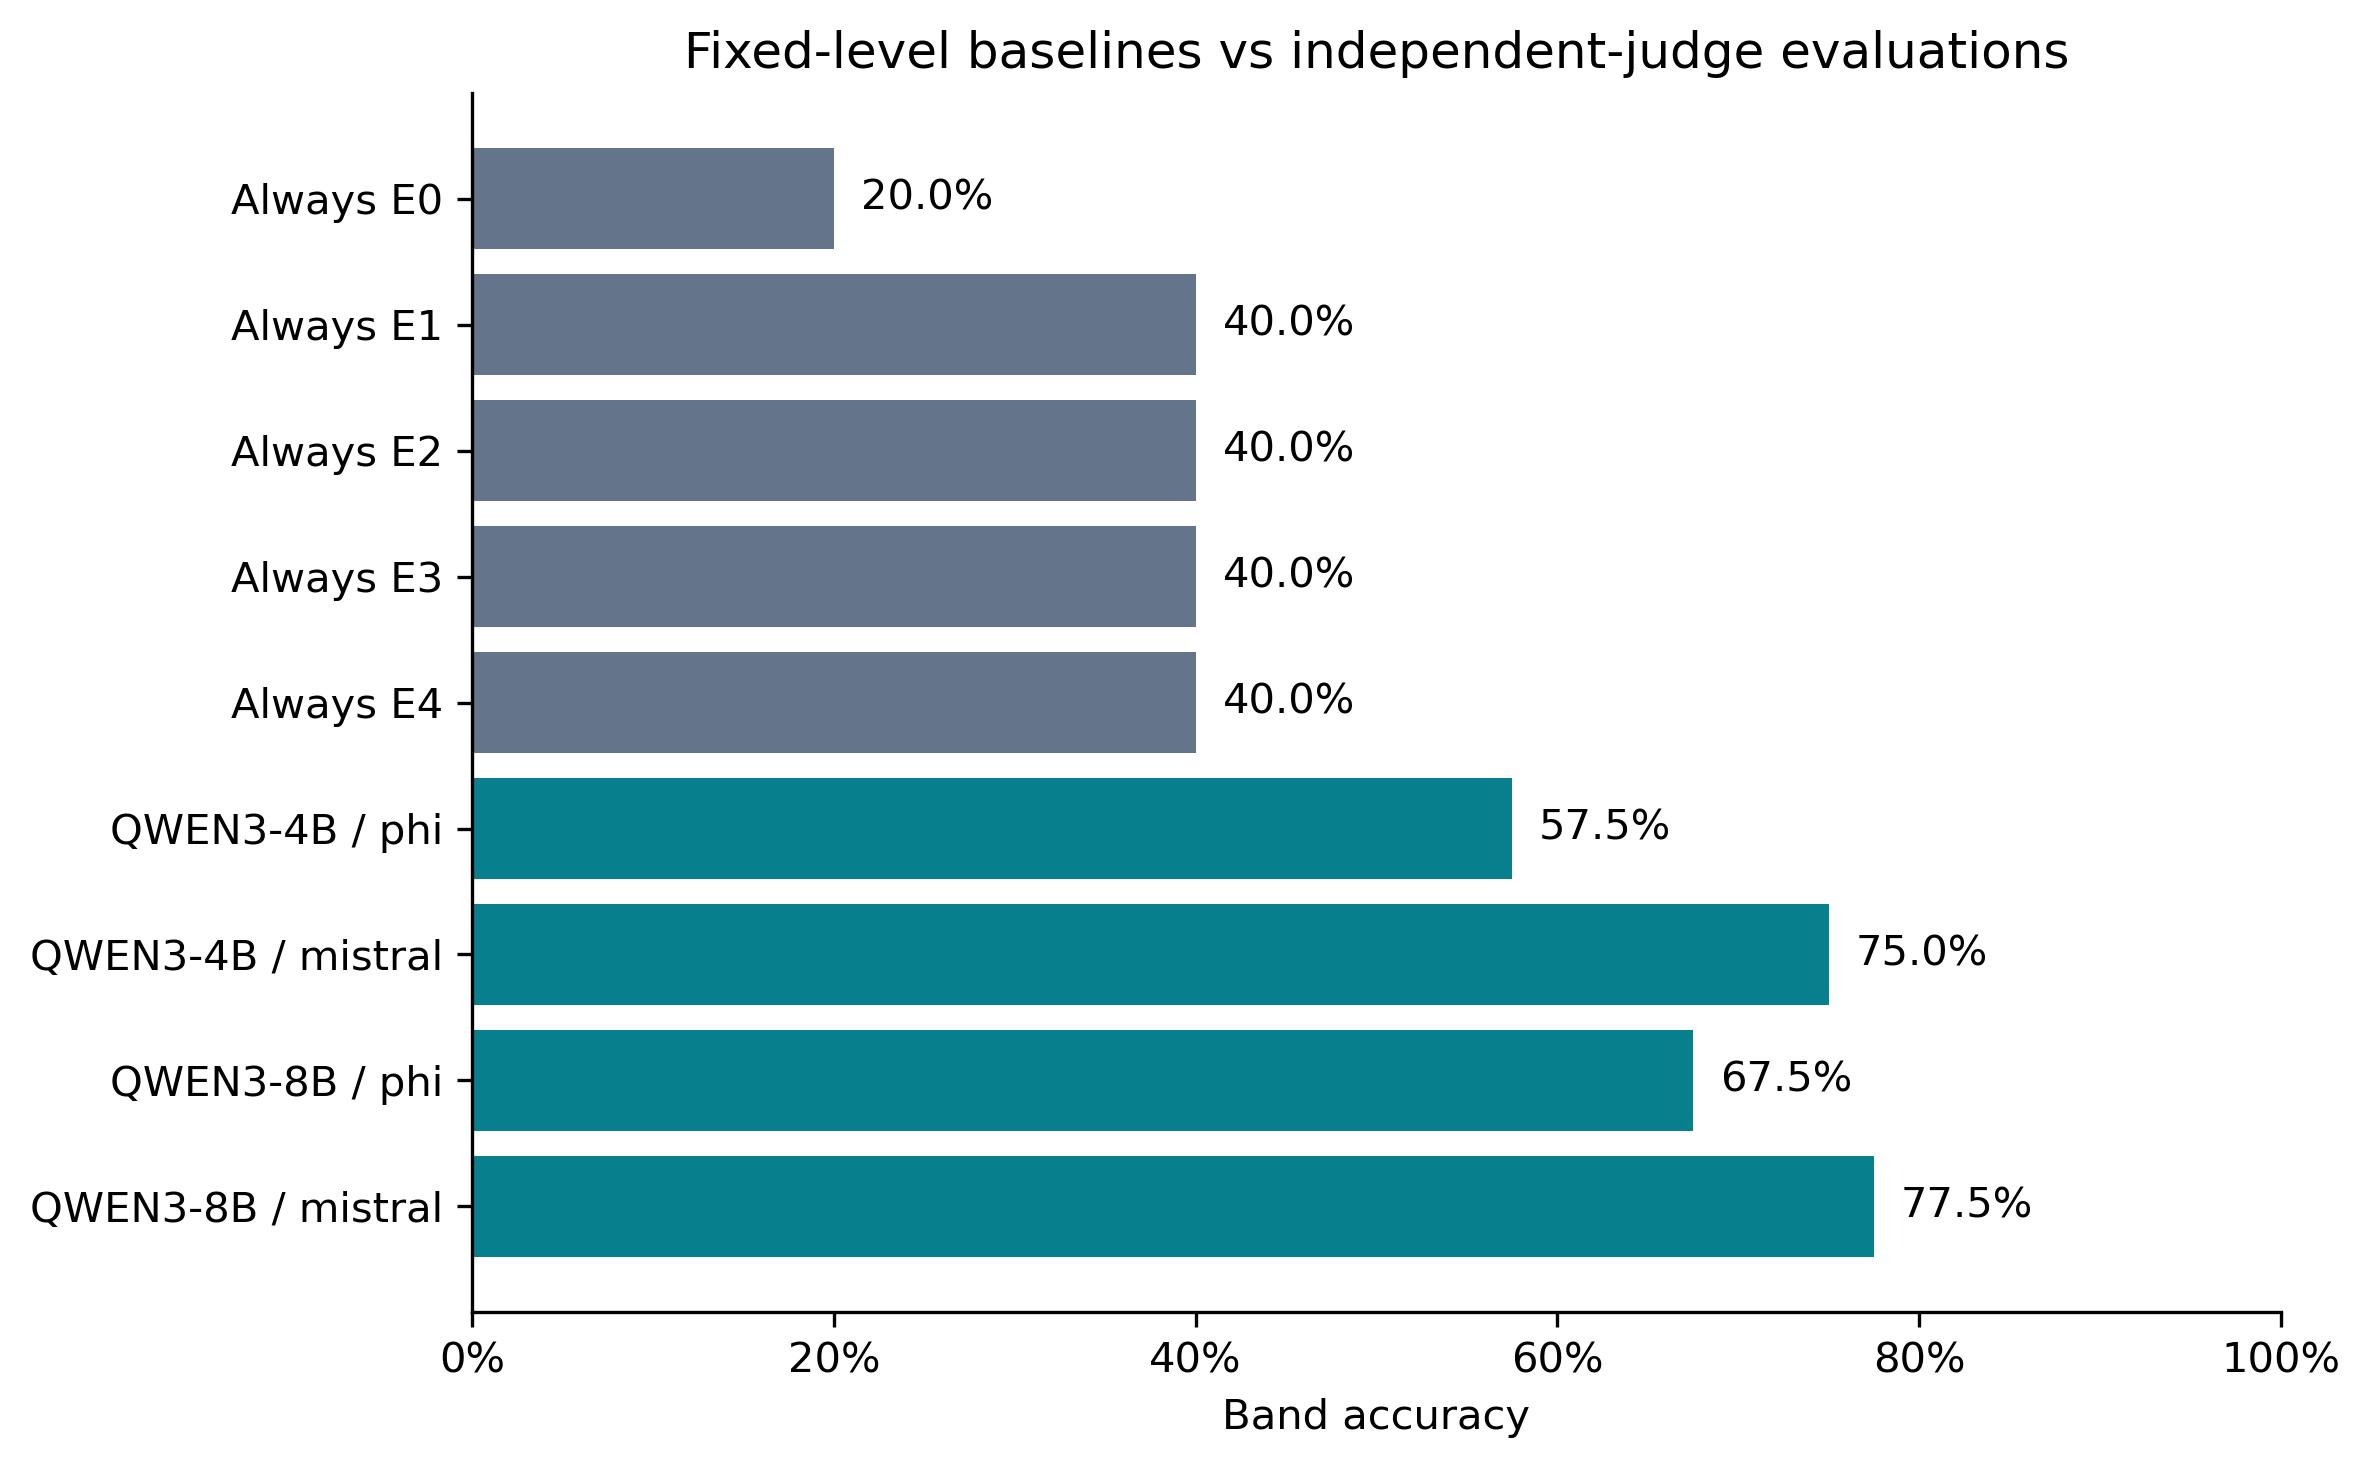 Fixed-level baselines vs independent-judge evaluations
Always E0 20.0%
Always E1 40.0%
Always E2 40.0%
Always E3 40.0%
Always E4 40.0%
QWEN3-4B / phi 57.5%
QWEN3-4B / mistral 75.0%
QWEN3-8B / phi 67.5%
QWEN3-8B / mistral 77.5%
0% 20% 40% 60% 80% 100%
Band accuracy